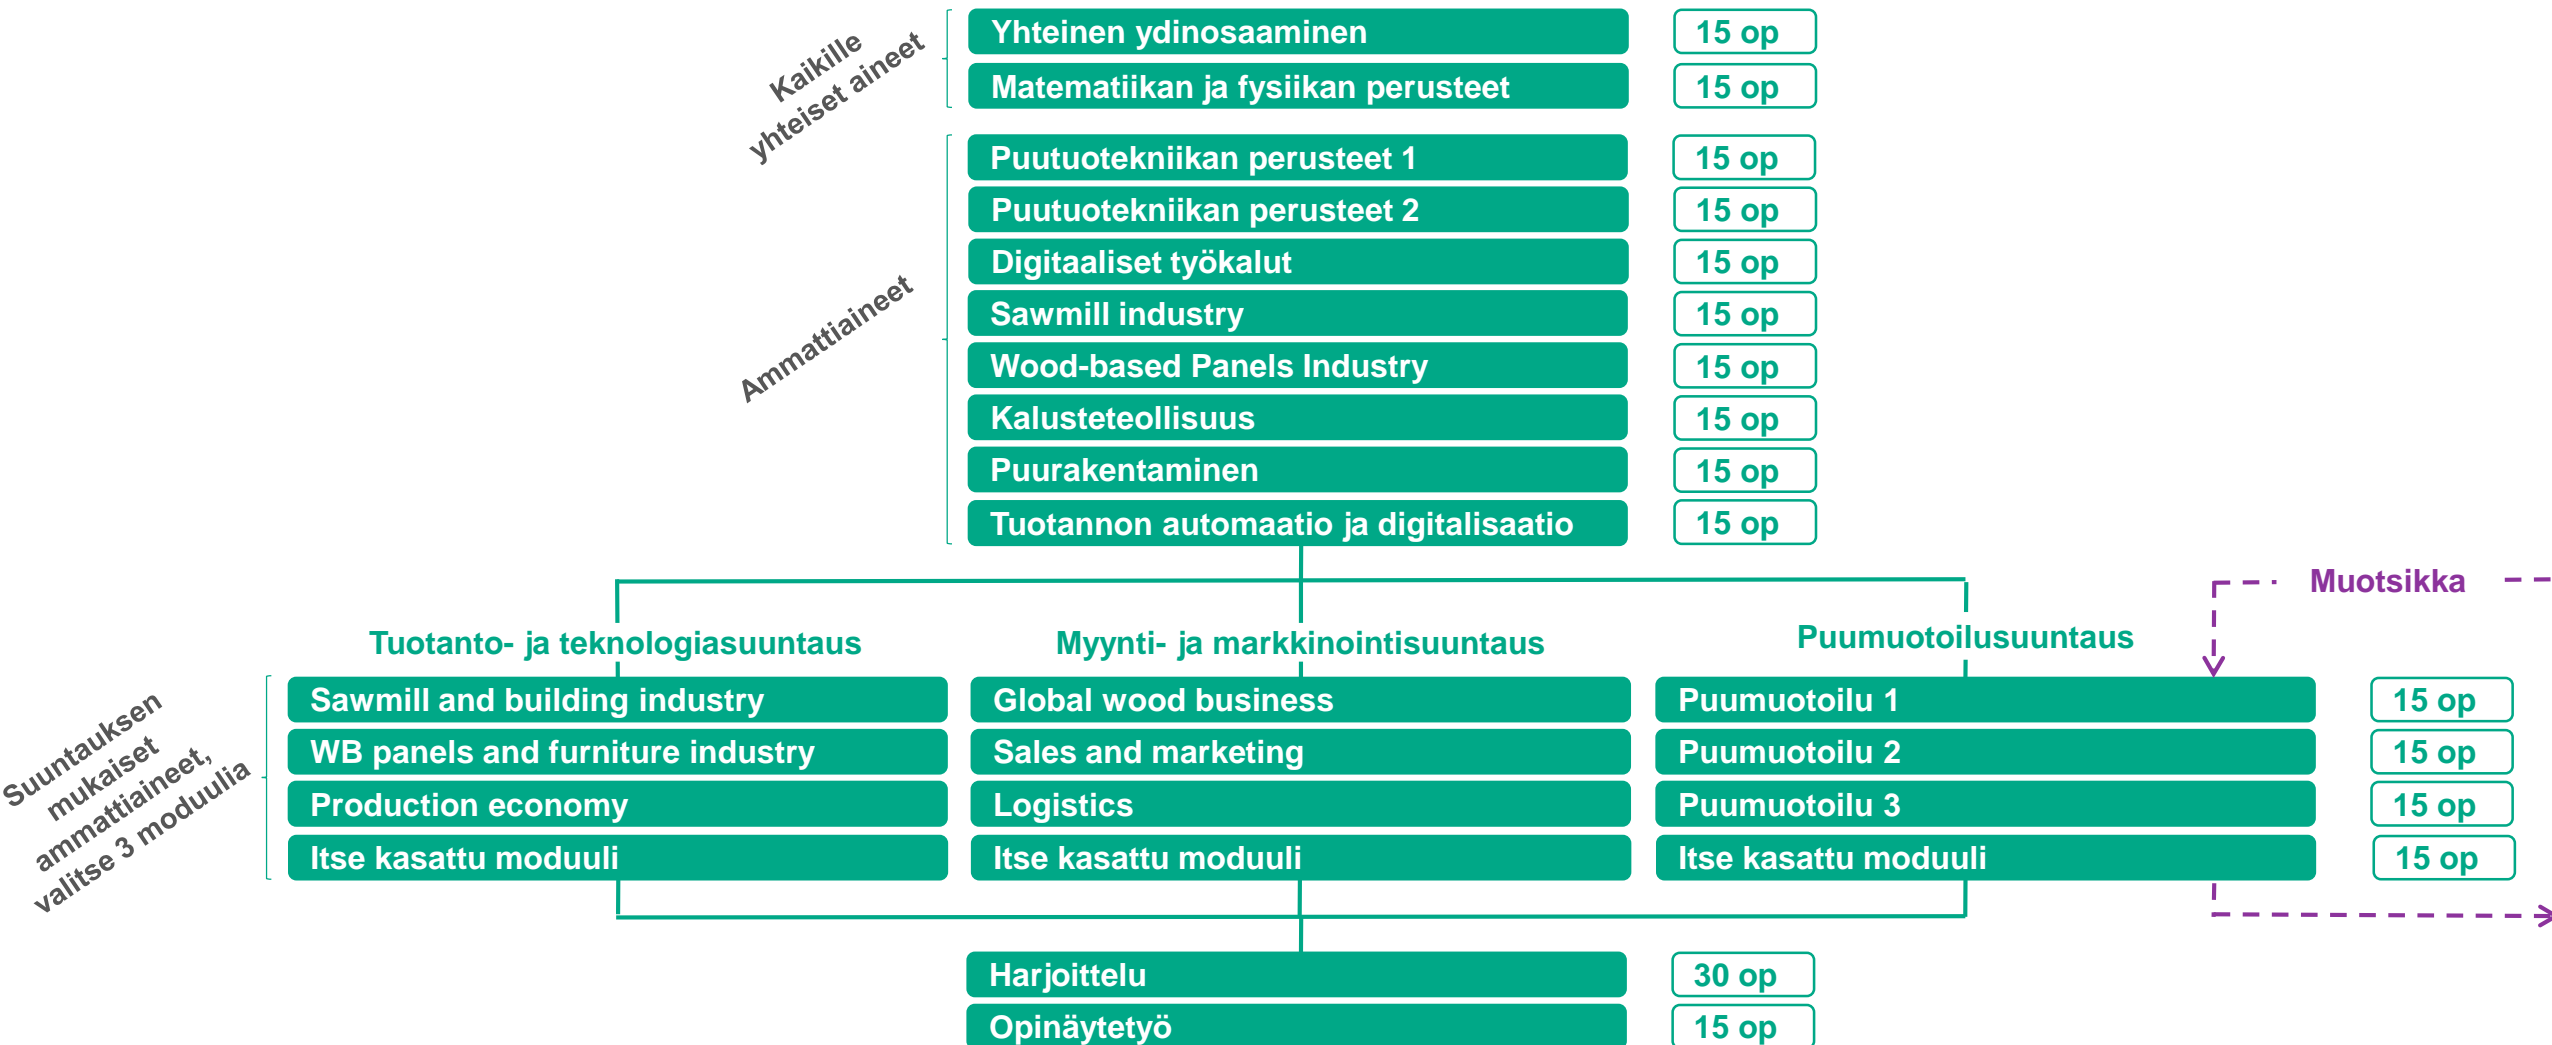 Kaikille
yhteiset aineet
Yhteinen ydinosaaminen 15 op
Matematiikan ja fysiikan perusteet 15 op
Ammattiaineet
Puutuotekniikan perusteet 1 15 op
Puutuotekniikan perusteet 2 15 op
Digitaaliset työkalut 15 op
Sawmill industry 15 op
Wood-based Panels Industry 15 op
Kalusteteollisuus 15 op
Puurakentaminen 15 op
Tuotannon automaatio ja digitalisaatio 15 op
Muotsikka
Tuotanto- ja teknologiasuuntaus Myynti- ja markkinointisuuntaus Puumuotoilusuuntaus
Suuntauksen
mukaiset
ammattiaineet,
valitse 3 moduulia
Sawmill and building industry Global wood business Puumuotoilu 1 15 op
WB panels and furniture industry Sales and marketing Puumuotoilu 2 15 op
Production economy Logistics Puumuotoilu 3 15 op
Itse kasattu moduuli Itse kasattu moduuli Itse kasattu moduuli 15 op
Harjoittelu 30 op
Opinäytetyö 15 op